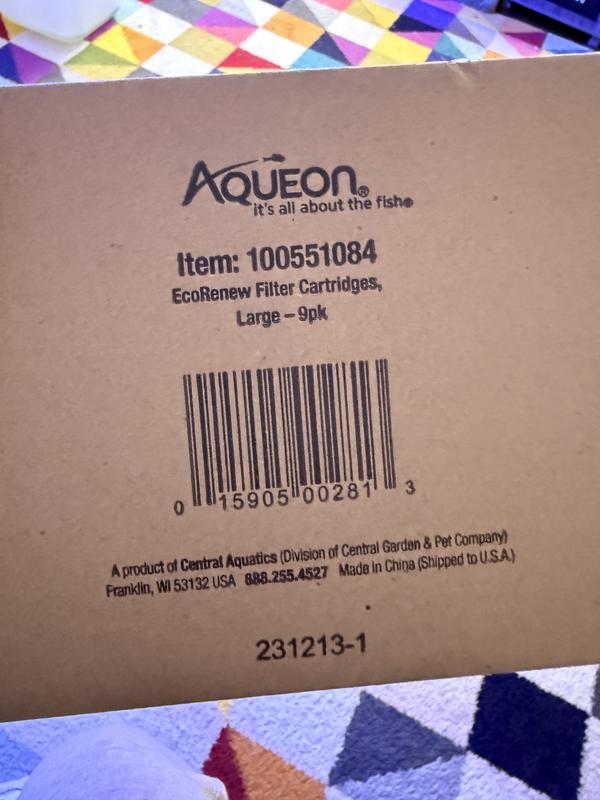 AQUEON®
it's all about the fish®
Item: 100551084
EcoRenew Filter Cartridges,
Large – 9pk
0 15905 00281 3
A product of Central Aquatics (Division of Central Garden & Pet Company)
Franklin, WI 53132 USA 888.255.4527 Made in China (Shipped to U.S.A.)
231213-1